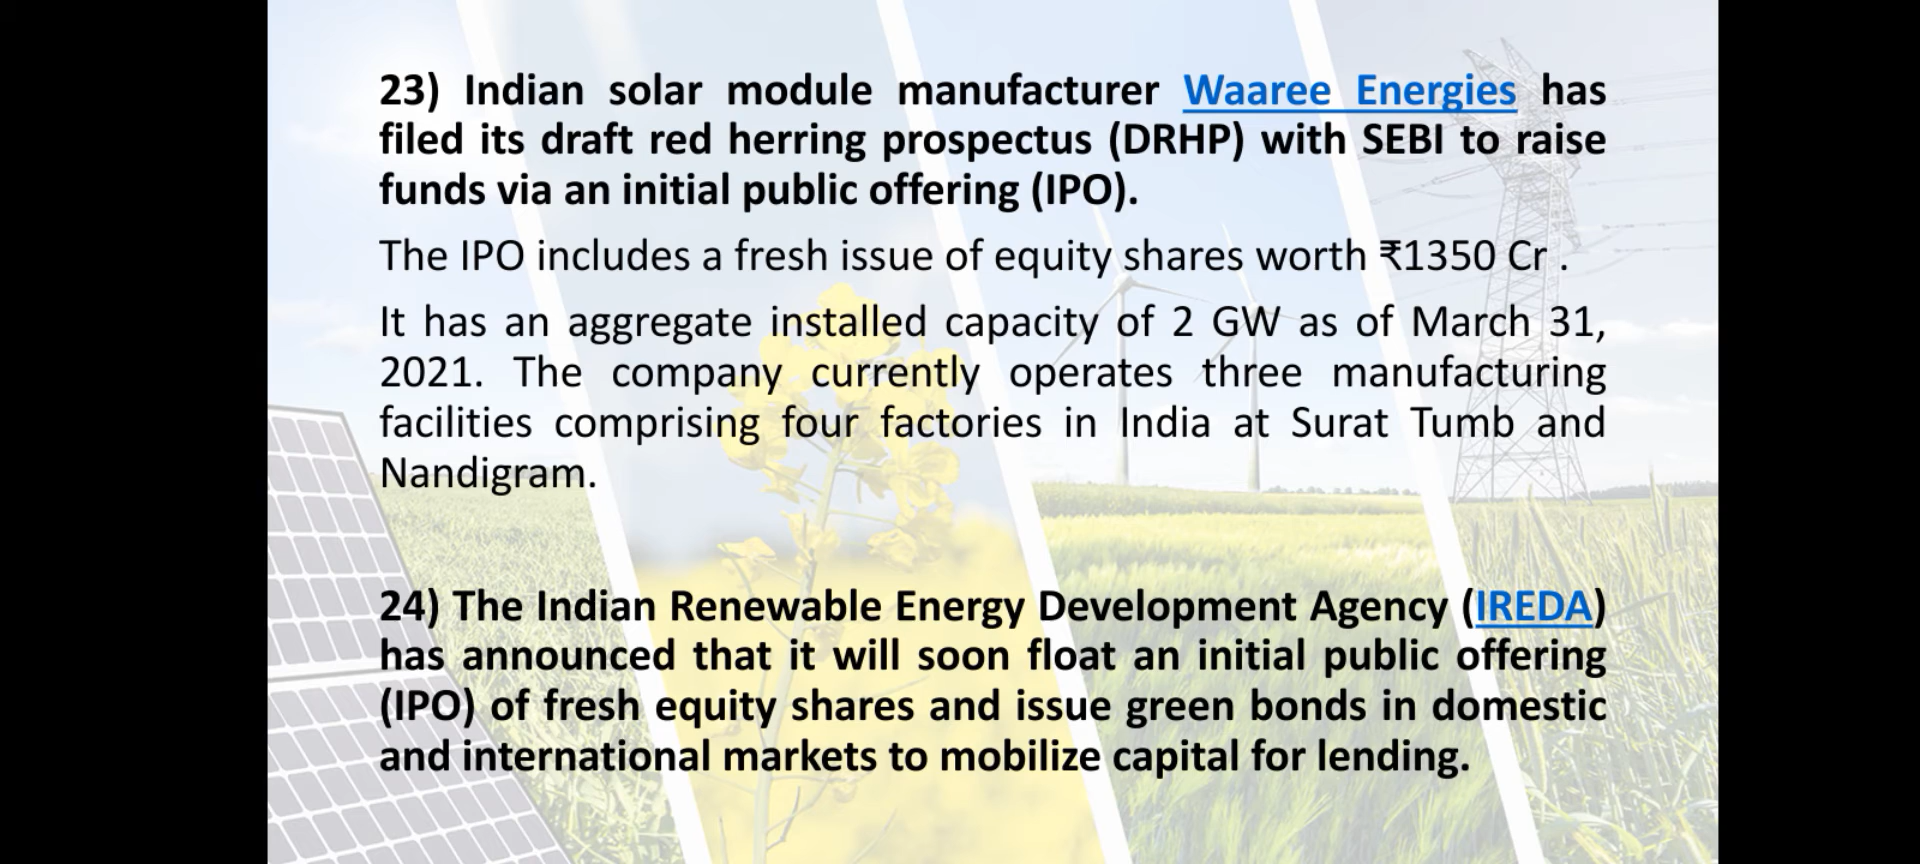 23) Indian solar module manufacturer Waaree Energies has
filed its draft red herring prospectus (DRHP) with SEBI to raise
funds via an initial public offering (IPO).
The IPO includes a fresh issue of equity shares worth ₹1350 Cr .
It has an aggregate installed capacity of 2 GW as of March 31,
2021. The company currently operates three manufacturing
facilities comprising four factories in India at Surat Tumb and
Nandigram.
24) The Indian Renewable Energy Development Agency (IREDA)
has announced that it will soon float an initial public offering
(IPO) of fresh equity shares and issue green bonds in domestic
and international markets to mobilize capital for lending.